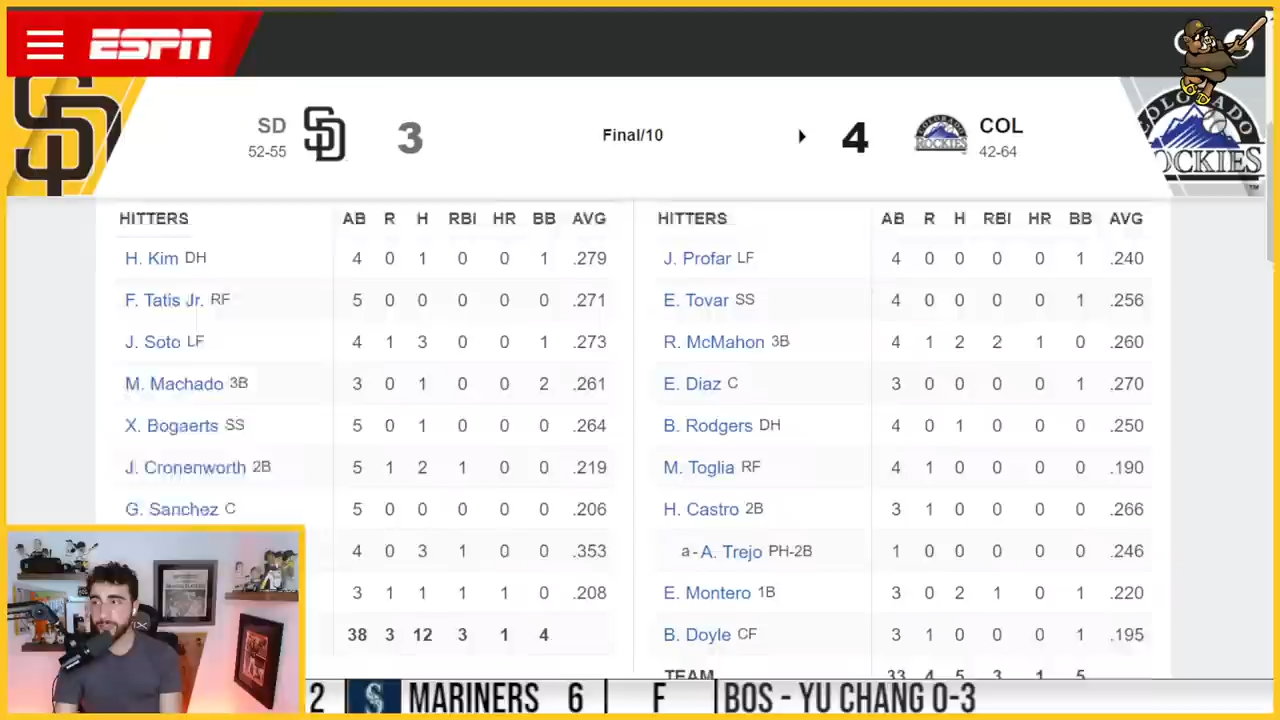 ESPN
SD
52-55
SD
3
Final/10
4
COLORADO
ROCKIES
COL
42-64
HITTERS AB R H RBI HR BB AVG
H. Kim DH 4 0 1 0 0 1 .279
F. Tatis Jr. RF 5 0 0 0 0 0 .271
J. Soto LF 4 1 3 0 0 1 .273
M. Machado 3B 3 0 1 0 0 2 .261
X. Bogaerts SS 5 0 1 0 0 0 .264
J. Cronenworth 2B 5 1 2 1 0 0 .219
G. Sanchez C 5 0 0 0 0 0 .206
4 0 3 1 0 0 .353
3 1 1 1 1 0 .208
38 3 12 3 1 4
HITTERS AB R H RBI HR BB AVG
J. Profar LF 4 0 0 0 0 1 .240
E. Tovar SS 4 0 0 0 0 1 .256
R. McMahon 3B 4 1 2 2 1 0 .260
E. Diaz C 3 0 0 0 0 1 .270
B. Rodgers DH 4 0 1 0 0 0 .250
M. Toglia RF 4 1 0 0 0 0 .190
H. Castro 2B 3 1 0 0 0 0 .266
a- A. Trejo PH-2B 1 0 0 0 0 0 .246
E. Montero 1B 3 0 2 1 0 0 .220
B. Doyle CF 3 1 0 0 0 1 .195
TEAM 33 4 5 3 1 5
2 MARINERS 6 F BOS - YU CHANG 0-3